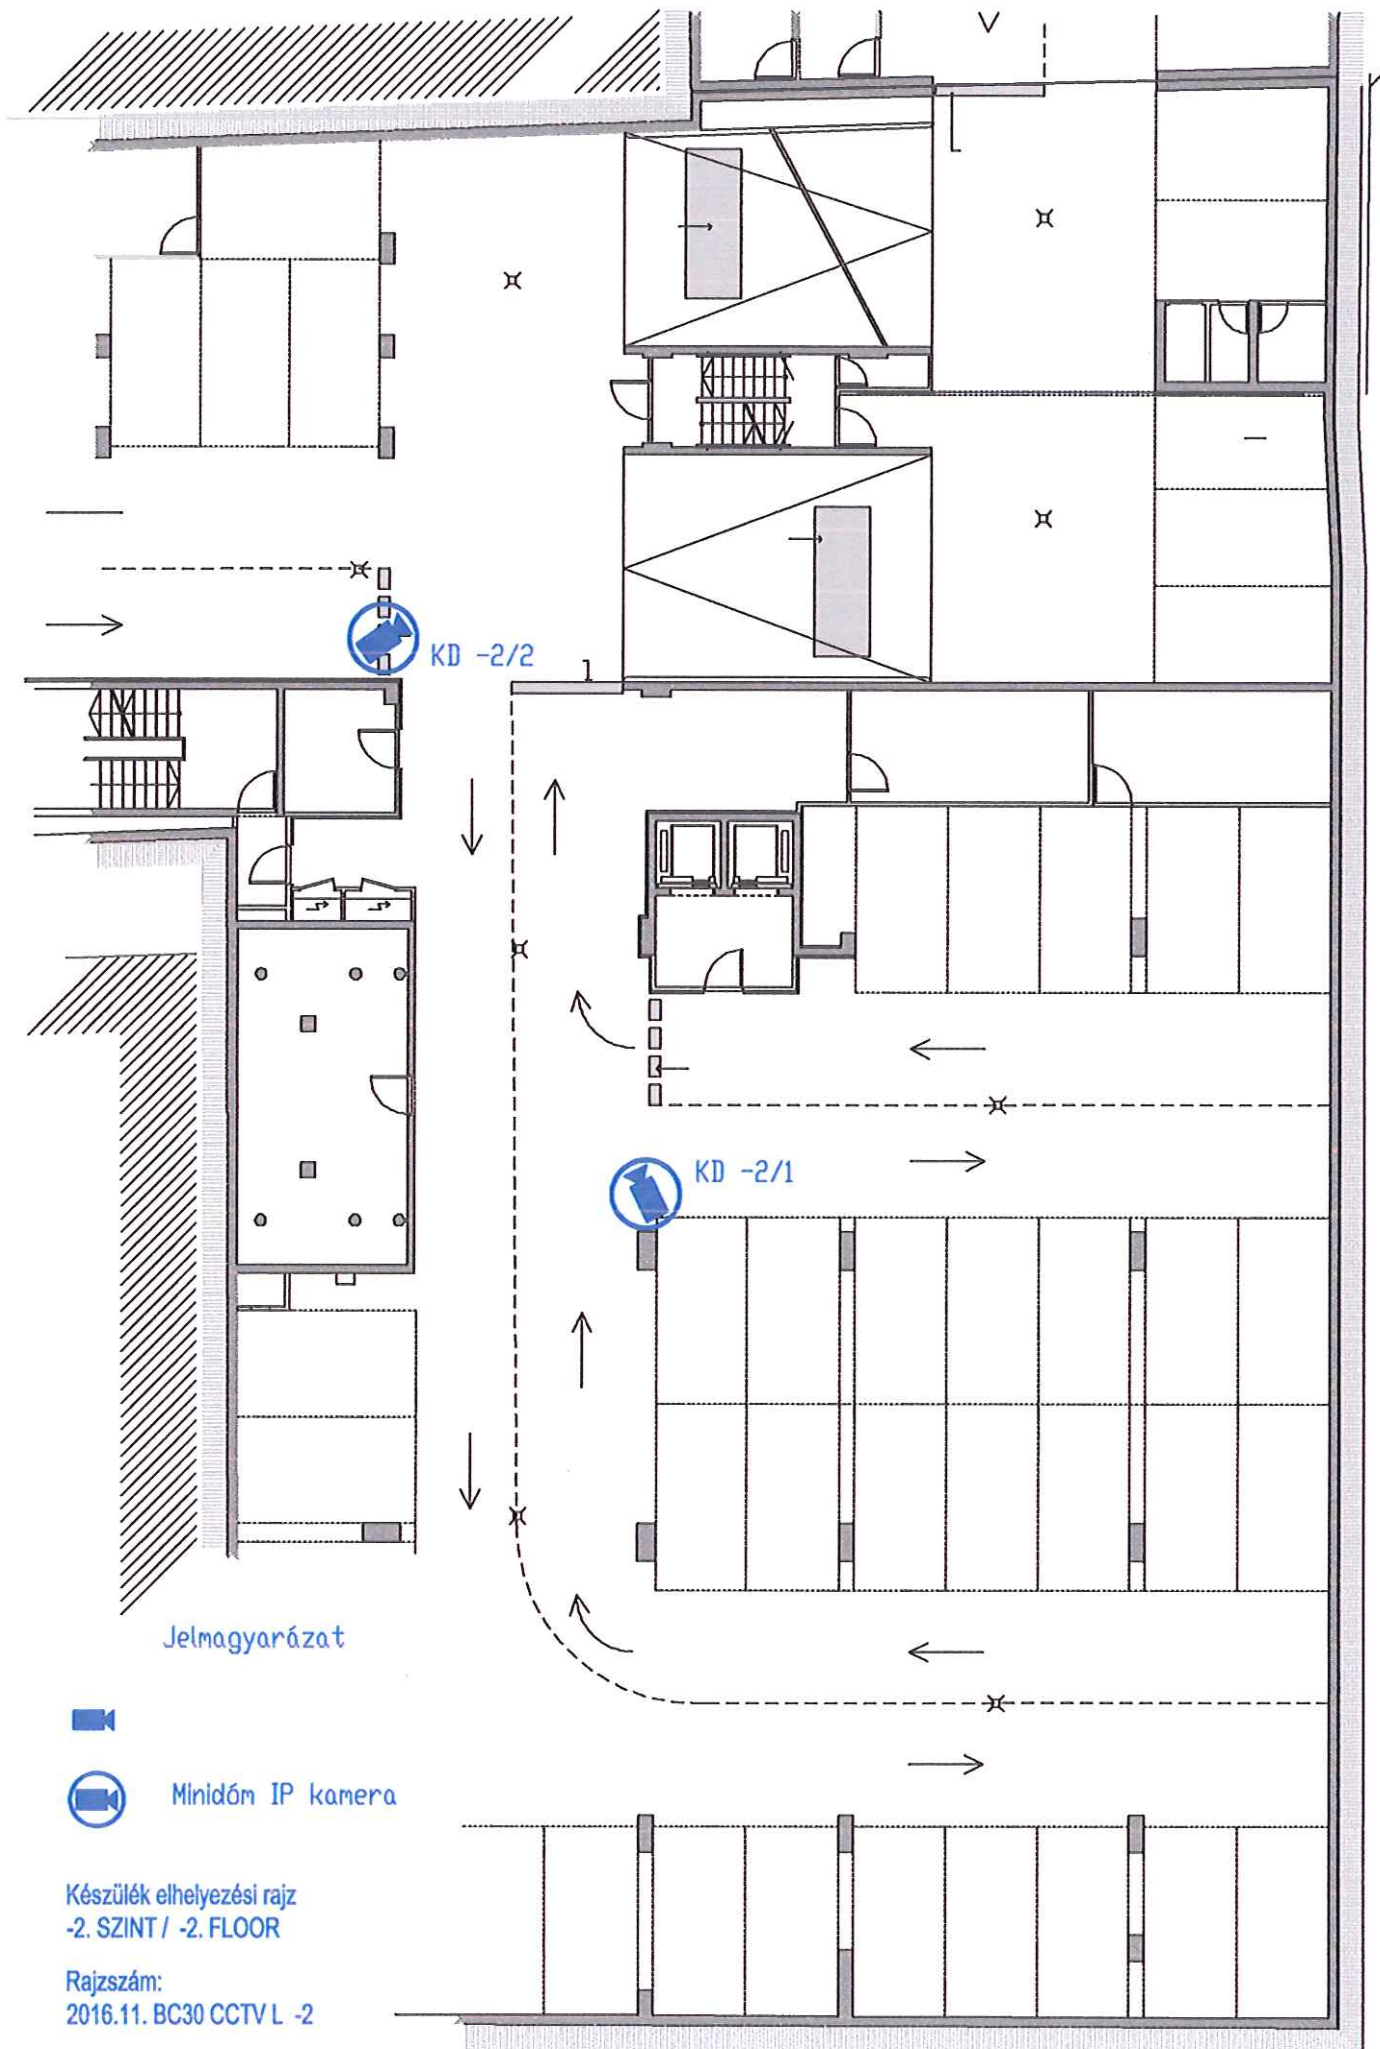 KD -2/2
KD -2/1
Jelmagyarázat
Minidóm IP kamera
Készülék elhelyezési rajz
-2. SZINT / -2. FLOOR
Rajzszám:
2016.11. BC30 CCTV L -2